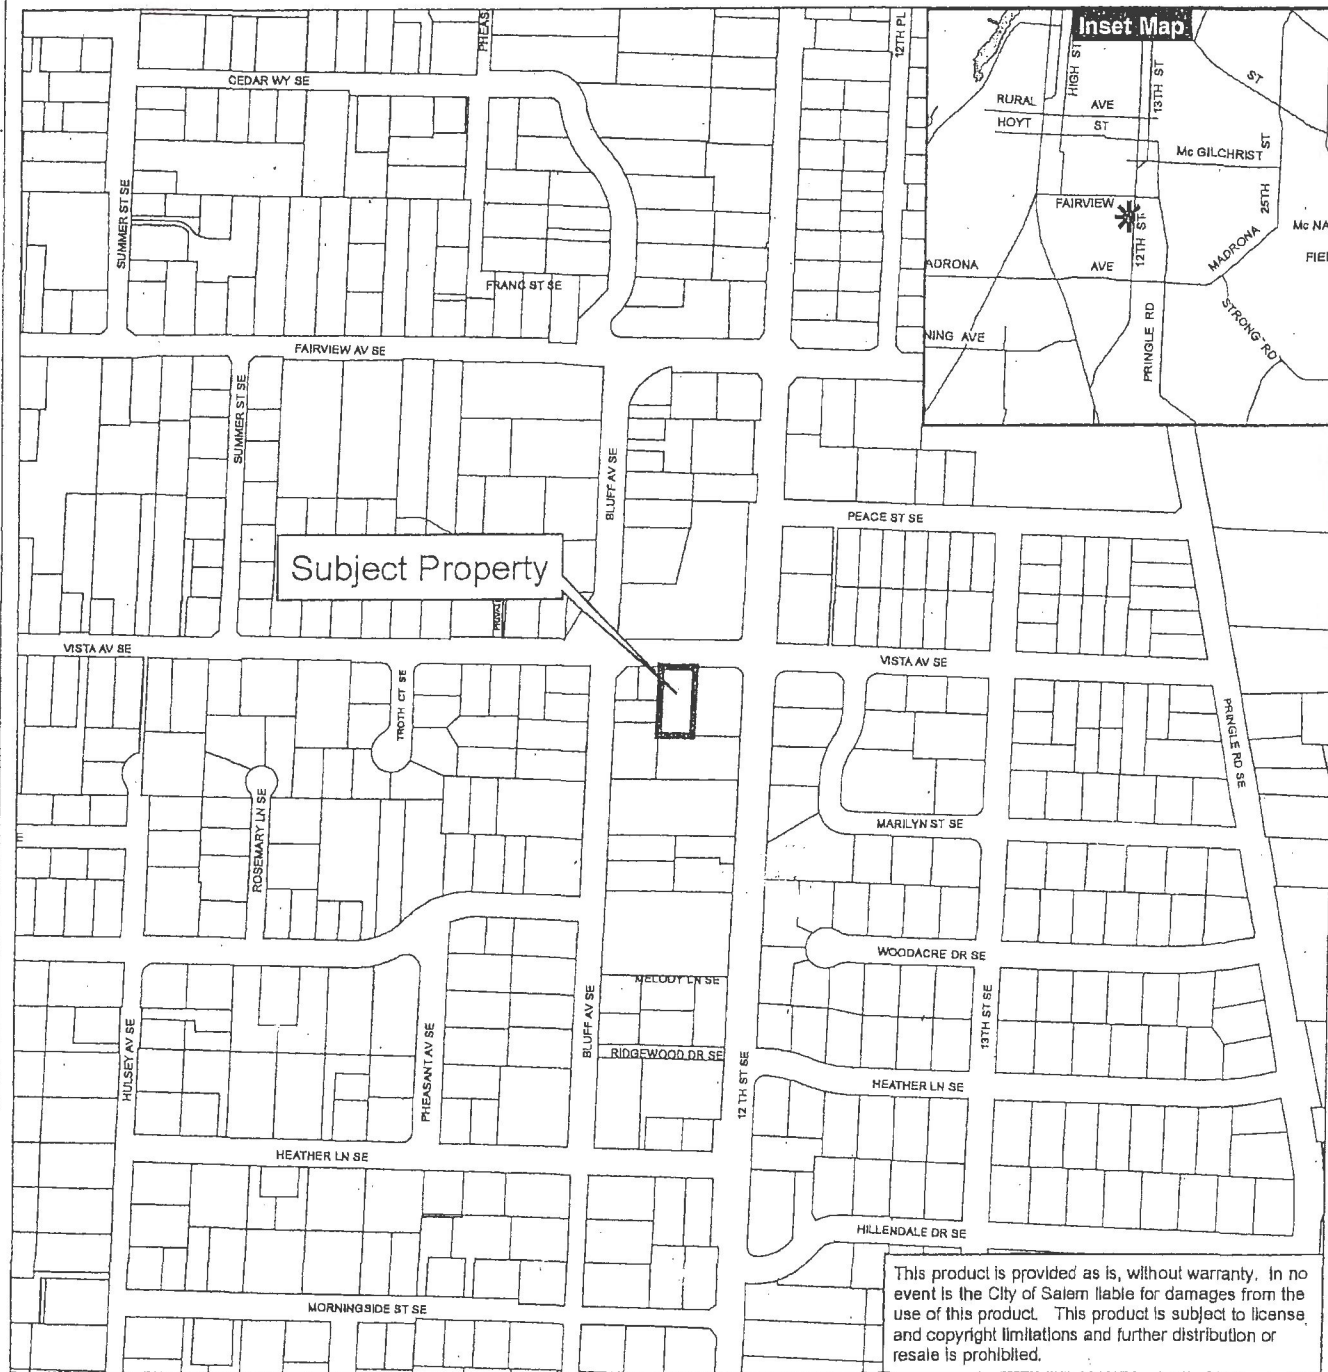 PHEAS
12TH PL
Inset Map
CEDAR WY SE
HIGH ST
13TH ST
ST
RURAL AVE
HOYT ST
Mc GILCHRIST
ST
25TH
FAIRVIEW
12TH ST
Mc NA
FIEL
MADRONA
ADRONA AVE
STRONG RD
PRINGLE RD
NING AVE
SUMMER ST SE
FRANC ST SE
FAIRVIEW AV SE
SUMMER ST SE
BLUFF AV SE
PEACE ST SE
Subject Property
VISTA AV SE
VISTA AV SE
TROTH CT SE
PRINGLE RD SE
ROSEMARY LN SE
MARILYN ST SE
E
WOODACRE DR SE
MELODY LN SE
BLUFF AV SE
13TH ST SE
HULSEY AV SE
PHEASANT AV SE
RIDGEWOOD DR SE
12 TH ST SE
HEATHER LN SE
HEATHER LN SE
HILLENDALE DR SE
MORNINGSIDE ST SE
This product is provided as is, without warranty. In no
event is the City of Salem liable for damages from the
use of this product. This product is subject to license
and copyright limitations and further distribution or
resale is prohibited.